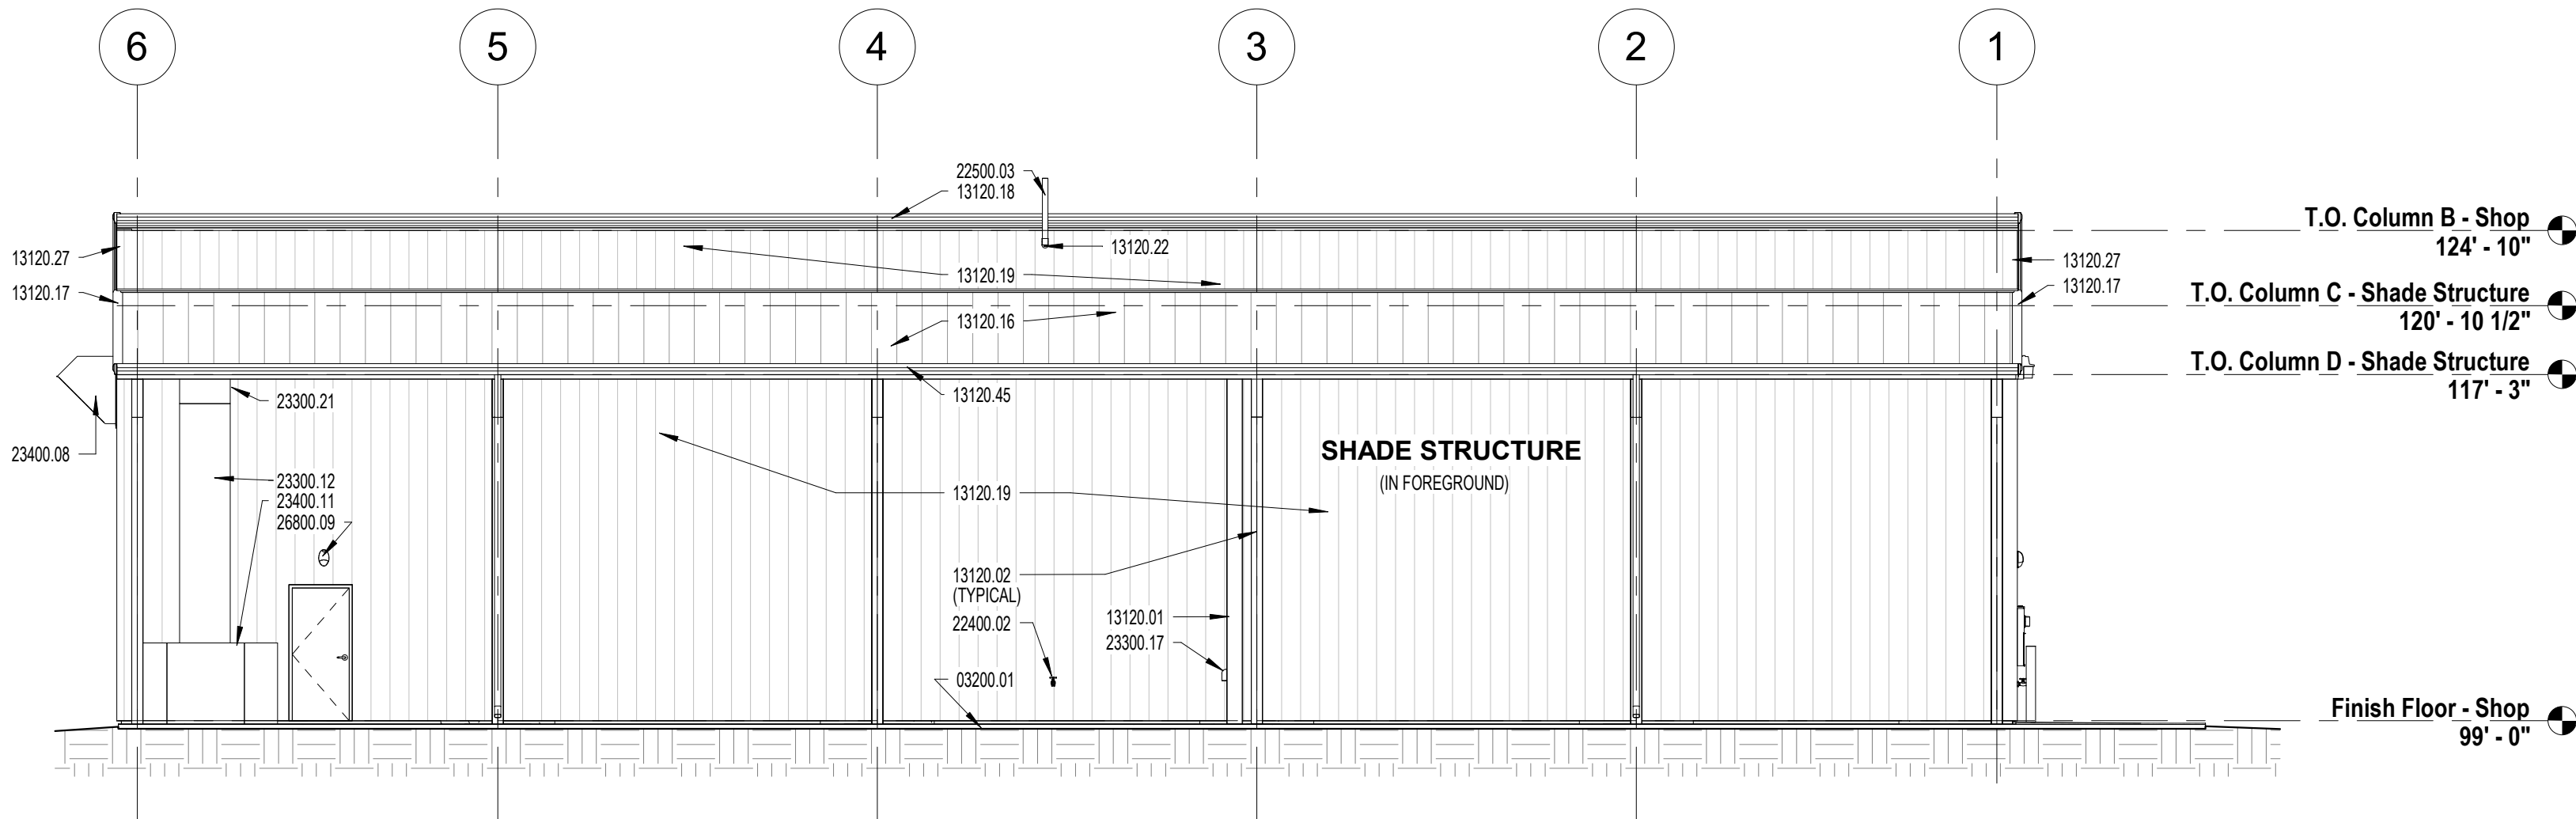 6
5
4
3
2
1
22500.03
13120.18
T.O. Column B - Shop
124' - 10"
13120.27
13120.22
13120.27
13120.19
13120.17
13120.17
T.O. Column C - Shade Structure
120' - 10 1/2"
13120.16
T.O. Column D - Shade Structure
117' - 3"
23300.21
13120.45
23400.08
SHADE STRUCTURE
(IN FOREGROUND)
23300.12
23400.11
26800.09
13120.19
13120.02
(TYPICAL)
22400.02
13120.01
23300.17
03200.01
Finish Floor - Shop
99' - 0"